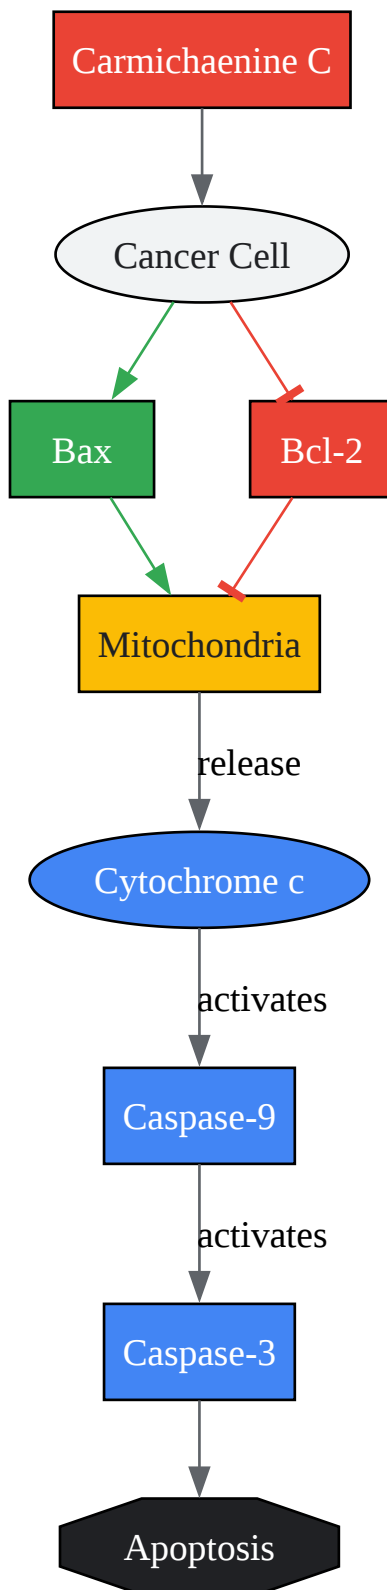 Carmichaenine C
Cancer Cell
Bax
Bcl-2
Mitochondria
release
Cytochrome c
activates
Caspase-9
activates
Caspase-3
Apoptosis